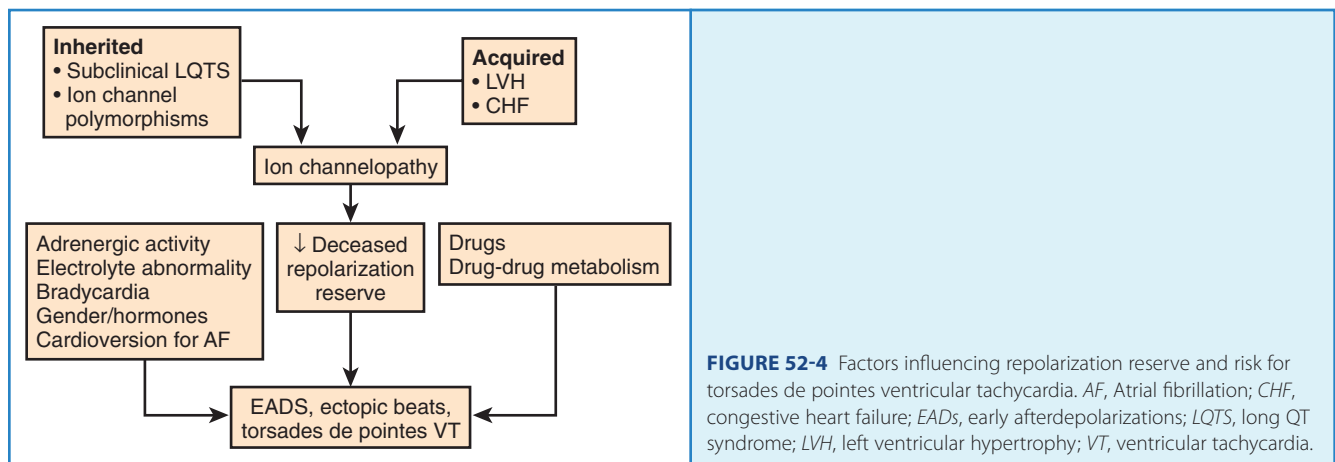 Inherited
• Subclinical LQTS
• Ion channel
polymorphisms
Acquired
• LVH
• CHF
Ion channelopathy
Adrenergic activity
Electrolyte abnormality
Bradycardia
Gender/hormones
Cardioversion for AF
↓ Deceased
repolarization
reserve
Drugs
Drug-drug metabolism
EADS, ectopic beats,
torsades de pointes VT
FIGURE 52-4 Factors influencing repolarization reserve and risk for
torsades de pointes ventricular tachycardia. AF, Atrial fibrillation; CHF,
congestive heart failure; EADs, early afterdepolarizations; LQTS, long QT
syndrome; LVH, left ventricular hypertrophy; VT, ventricular tachycardia.